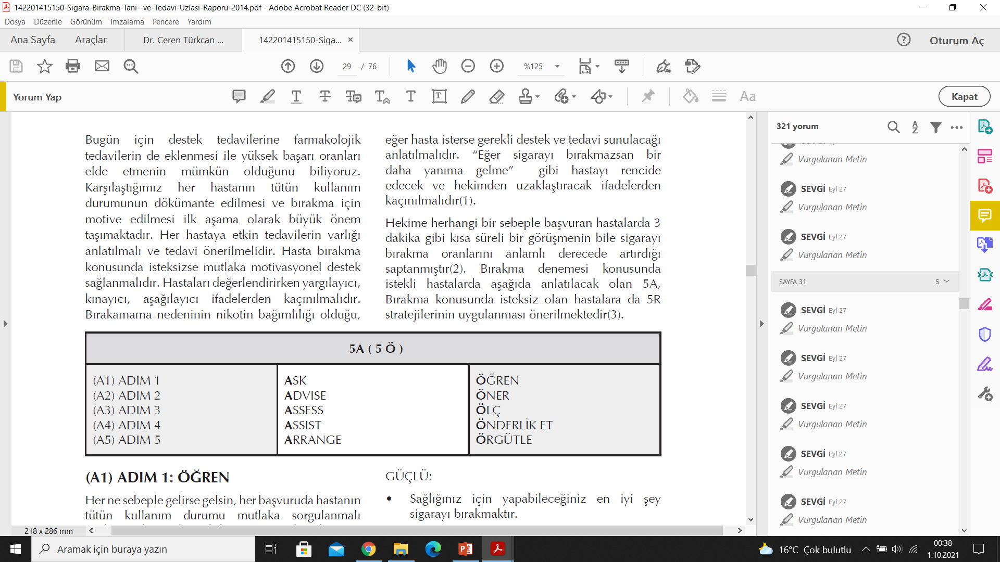 142201415150-Sigara-Birakma-Tani--ve-Tedavi-Uzlasi-Raporu-2014.pdf - Adobe Acrobat Reader DC (32-bit)
Dosya Düzenle Görünüm İmzalama Pencere Yardım
Ana Sayfa Araçlar Dr. Ceren Türkcan ... 142201415150-Siga... × ? Oturum Aç
29 / 76 %125
Yorum Yap Kapat
Bugün için destek tedavilerine farmakolojik
tedavilerin de eklenmesi ile yüksek başarı oranları
elde etmenin mümkün olduğunu biliyoruz.
Karşılaştığımız her hastanın tütün kullanım
durumunun dökümante edilmesi ve bırakma için
motive edilmesi ilk aşama olarak büyük önem
taşımaktadır. Her hastaya etkin tedavilerin varlığı
anlatılmalı ve tedavi önerilmelidir. Hasta bırakma
konusunda isteksizse mutlaka motivasyonel destek
sağlanmalıdır. Hastaları değerlendirirken yargılayıcı,
kınayıcı, aşağılayıcı ifadelerden kaçınılmalıdır.
Bırakamama nedeninin nikotin bağımlılığı olduğu,
eğer hasta isterse gerekli destek ve tedavi sunulacağı
anlatılmalıdır. “Eğer sigarayı bırakmazsan bir
daha yanıma gelme” gibi hastayı rencide
edecek ve hekimden uzaklaştıracak ifadelerden
kaçınılmalıdır(1).
Hekime herhangi bir sebeple başvuran hastalarda 3
dakika gibi kısa süreli bir görüşmenin bile sigarayı
bırakma oranlarını anlamlı derecede artırdığı
saptanmıştır(2). Bırakma denemesi konusunda
istekli hastalarda aşağıda anlatılacak olan 5A,
Bırakma konusunda isteksiz olan hastalara da 5R
stratejilerinin uygulanması önerilmektedir(3).
5A ( 5 Ö )
(A1) ADIM 1 ASK ÖĞREN
(A2) ADIM 2 ADVISE ÖNER
(A3) ADIM 3 ASSESS ÖLÇ
(A4) ADIM 4 ASSIST ÖNDERLİK ET
(A5) ADIM 5 ARRANGE ÖRGÜTLE
(A1) ADIM 1: ÖĞREN
Her ne sebeple gelirse gelsin, her başvuruda hastanın
tütün kullanım durumu mutlaka sorgulanmalı
GÜÇLÜ:
• Sağlığınız için yapabileceğiniz en iyi şey
sigarayı bırakmaktır.
218 x 286 mm
321 yorum
Vurgulanan Metin
SEVGİ Eyl 27
Vurgulanan Metin
SEVGİ Eyl 27
Vurgulanan Metin
SAYFA 31 5
SEVGİ Eyl 27
Vurgulanan Metin
SEVGİ Eyl 27
Vurgulanan Metin
SEVGİ Eyl 27
Vurgulanan Metin
SEVGİ Eyl 27
Vurgulanan Metin
SEVGİ Eyl 27
Vurgulanan Metin
Aramak için buraya yazın
16°C Çok bulutlu
00:38
1.10.2021